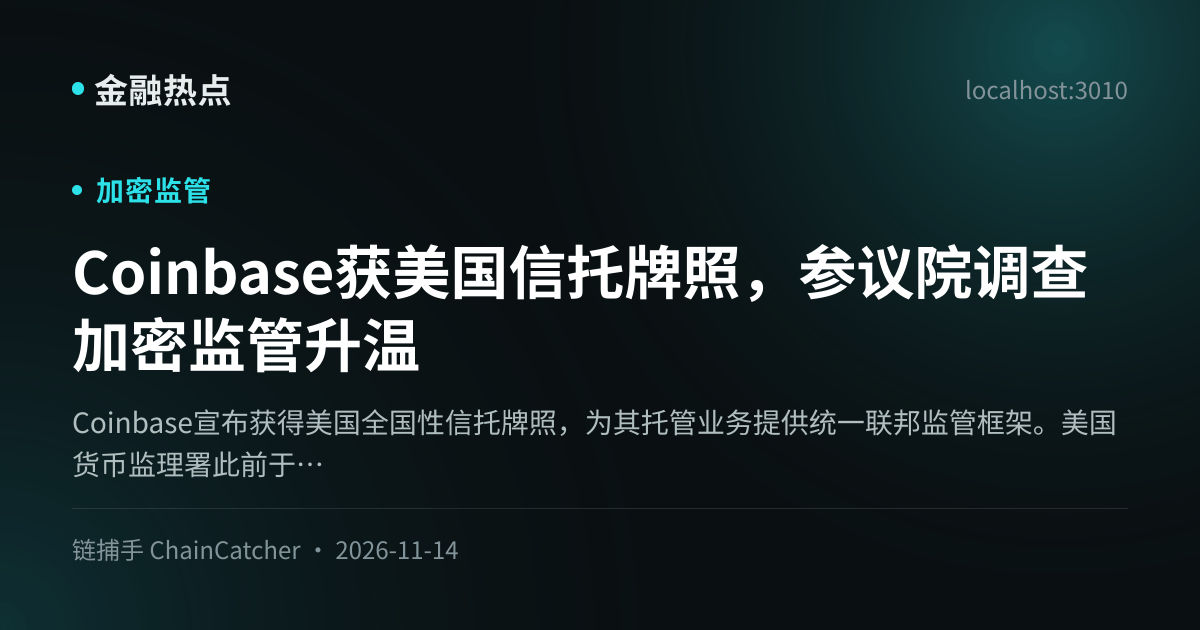 金融热点
localhost:3010
加密监管
Coinbase获美国信托牌照，参议院调查
加密监管升温
Coinbase宣布获得美国全国性信托牌照，为其托管业务提供统一联邦监管框架。美国
货币监理署此前于…
链捕手 ChainCatcher · 2026-11-14